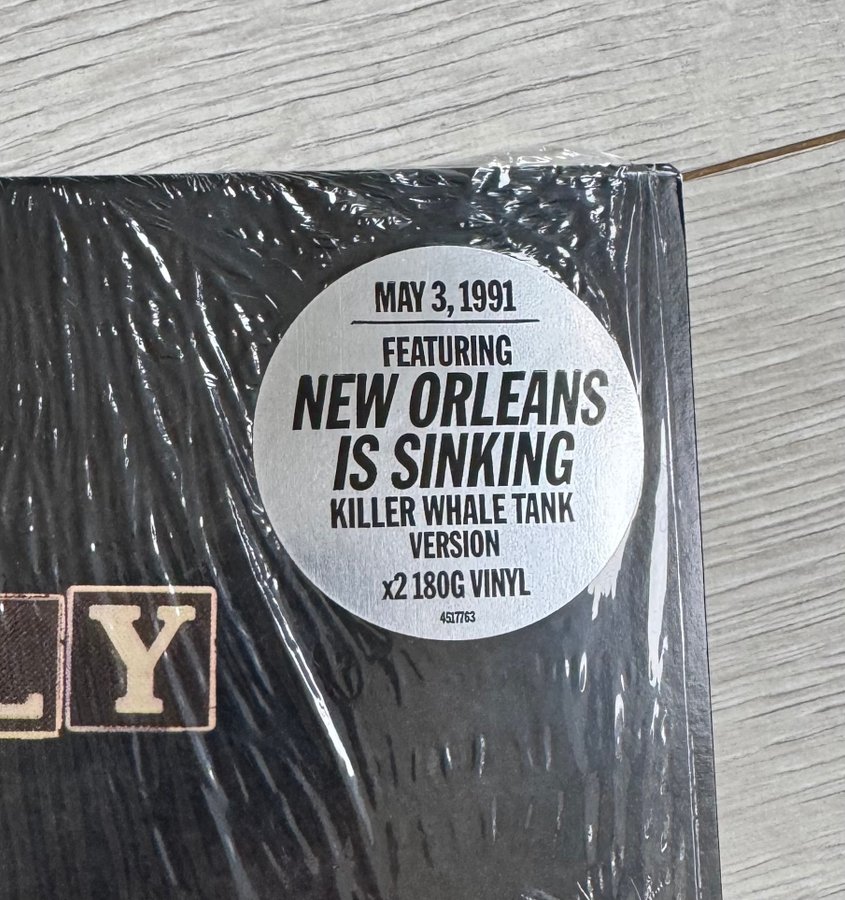 MAY 3, 1991
FEATURING
NEW ORLEANS
IS SINKING
KILLER WHALE TANK
VERSION
x2 180G VINYL
4517763
LY